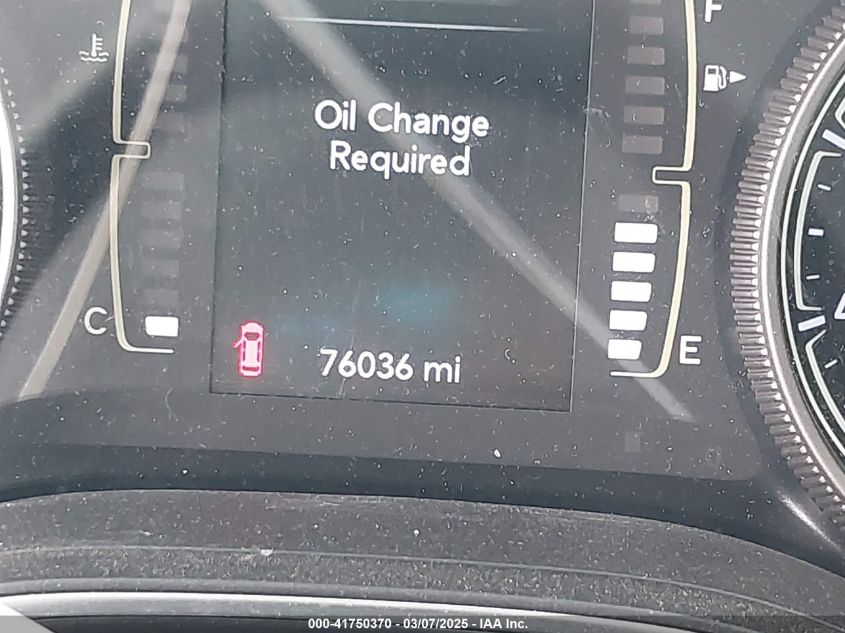 F
Oil Change
Required
C
E
76036 mi
000-41750370 - 03/07/2025 - IAA Inc.